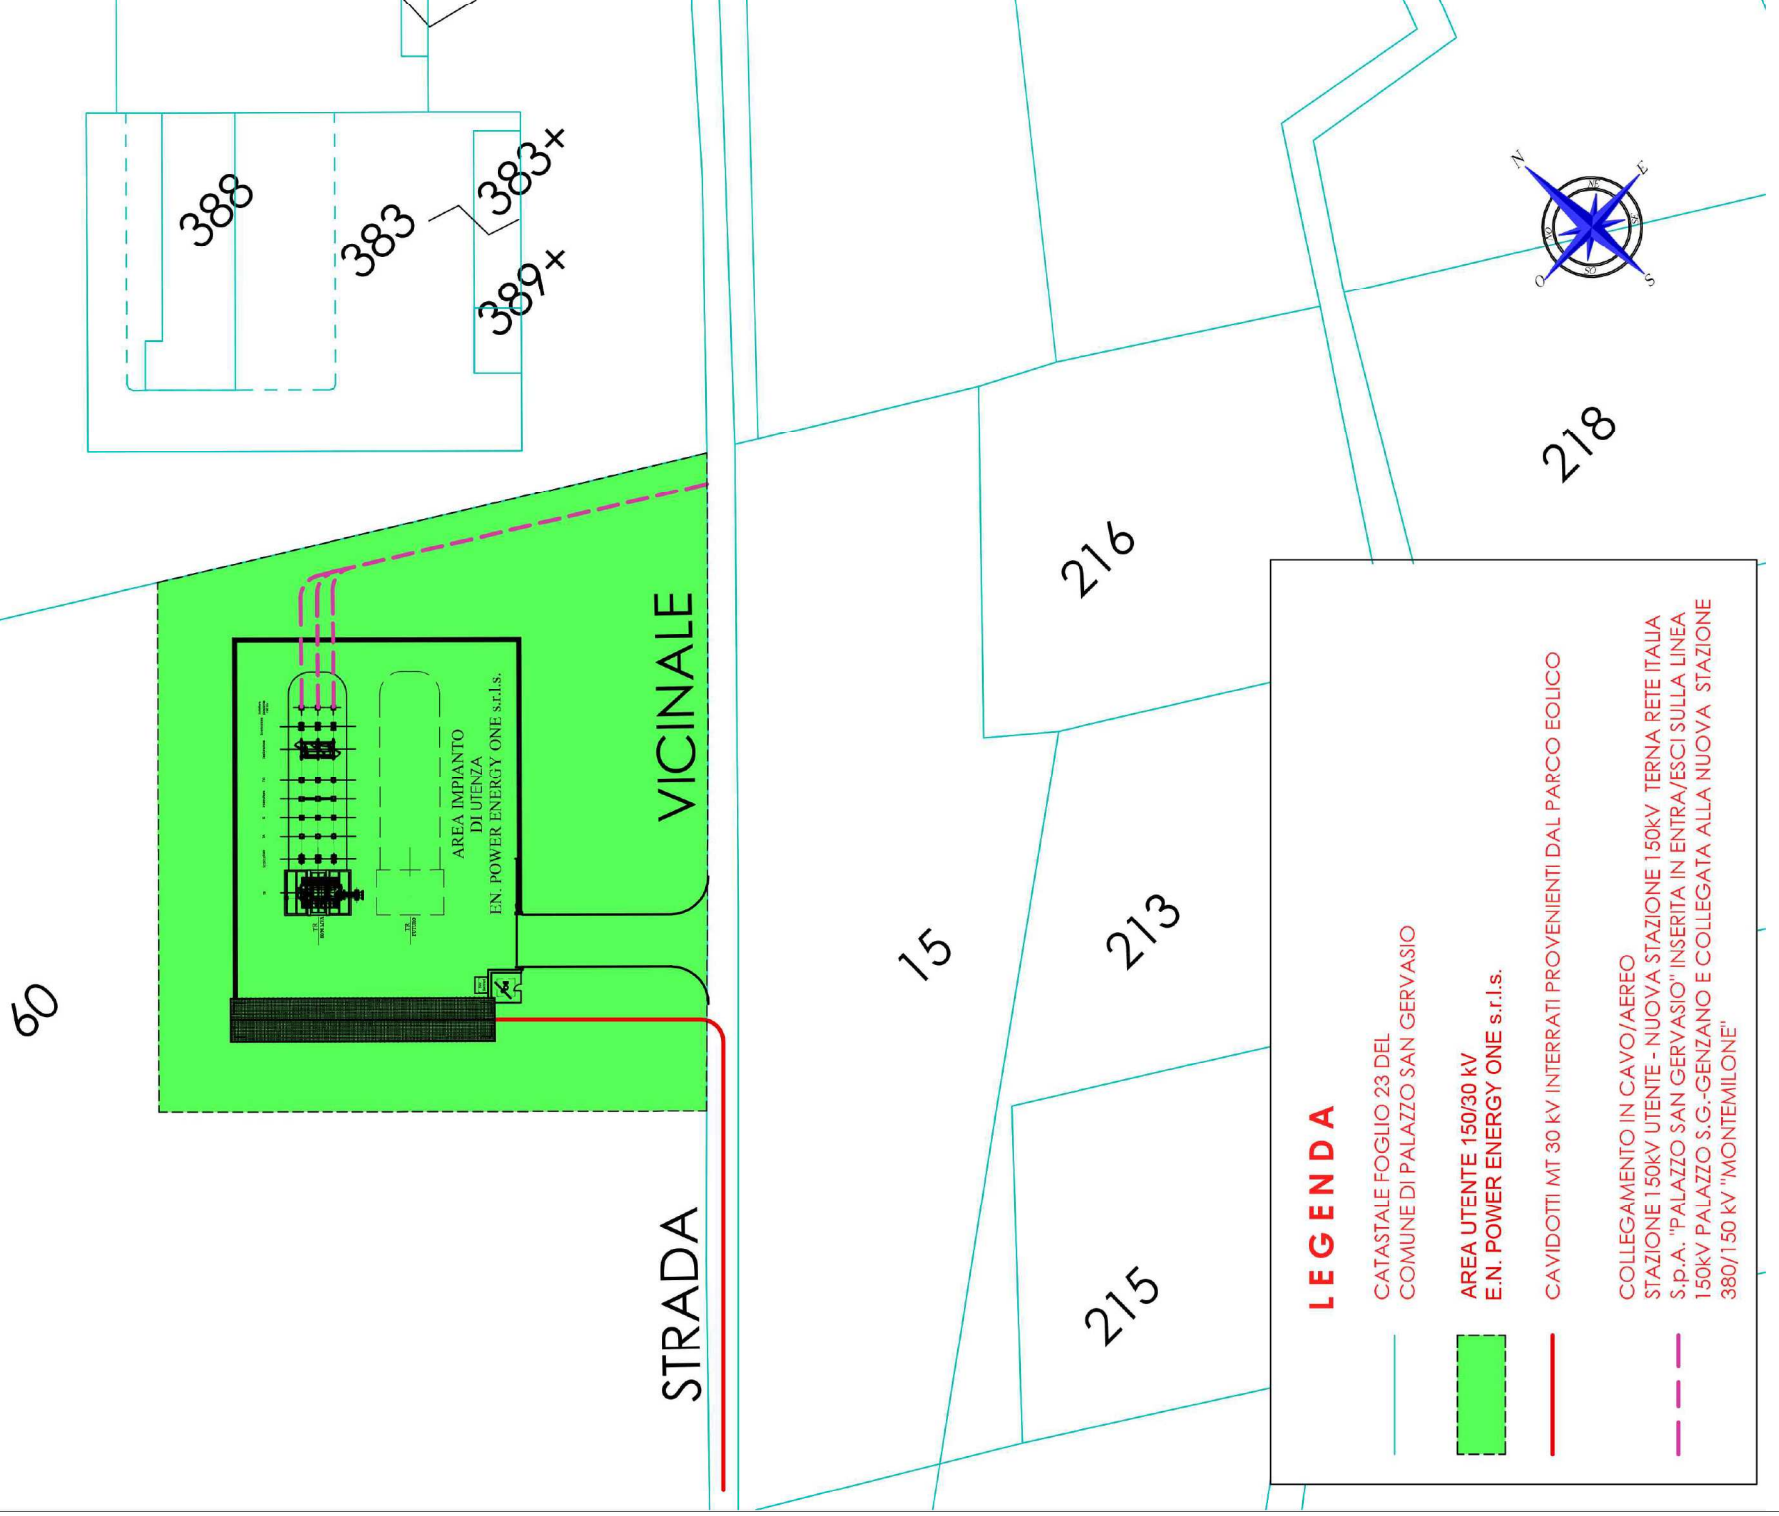 388
383
383+
389+
60
STRADA VICINALE
AREA IMPIANTO
DI UTENZA
EN. POWER ENERGY ONE s.r.l.s.
15
216
213
215
218
N
NE
E
SE
S
SO
O
NO
LEGENDA
CATASTALE FOGLIO 23 DEL
COMUNE DI PALAZZO SAN GERVASIO
AREA UTENTE 150/30 kV
E.N. POWER ENERGY ONE s.r.l.s.
CAVIDOTTI MT 30 kV INTERRATI PROVENIENTI DAL PARCO EOLICO
COLLEGAMENTO IN CAVO/AEREO
STAZIONE 150kV UTENTE - NUOVA STAZIONE 150kV TERNA RETE ITALIA
S.p.A. "PALAZZO SAN GERVASIO" INSERITA IN ENTRA/ESCI SULLA LINEA
150kV PALAZZO S.G.-GENZANO E COLLEGATA ALLA NUOVA STAZIONE
380/150 kV "MONTEMILONE"